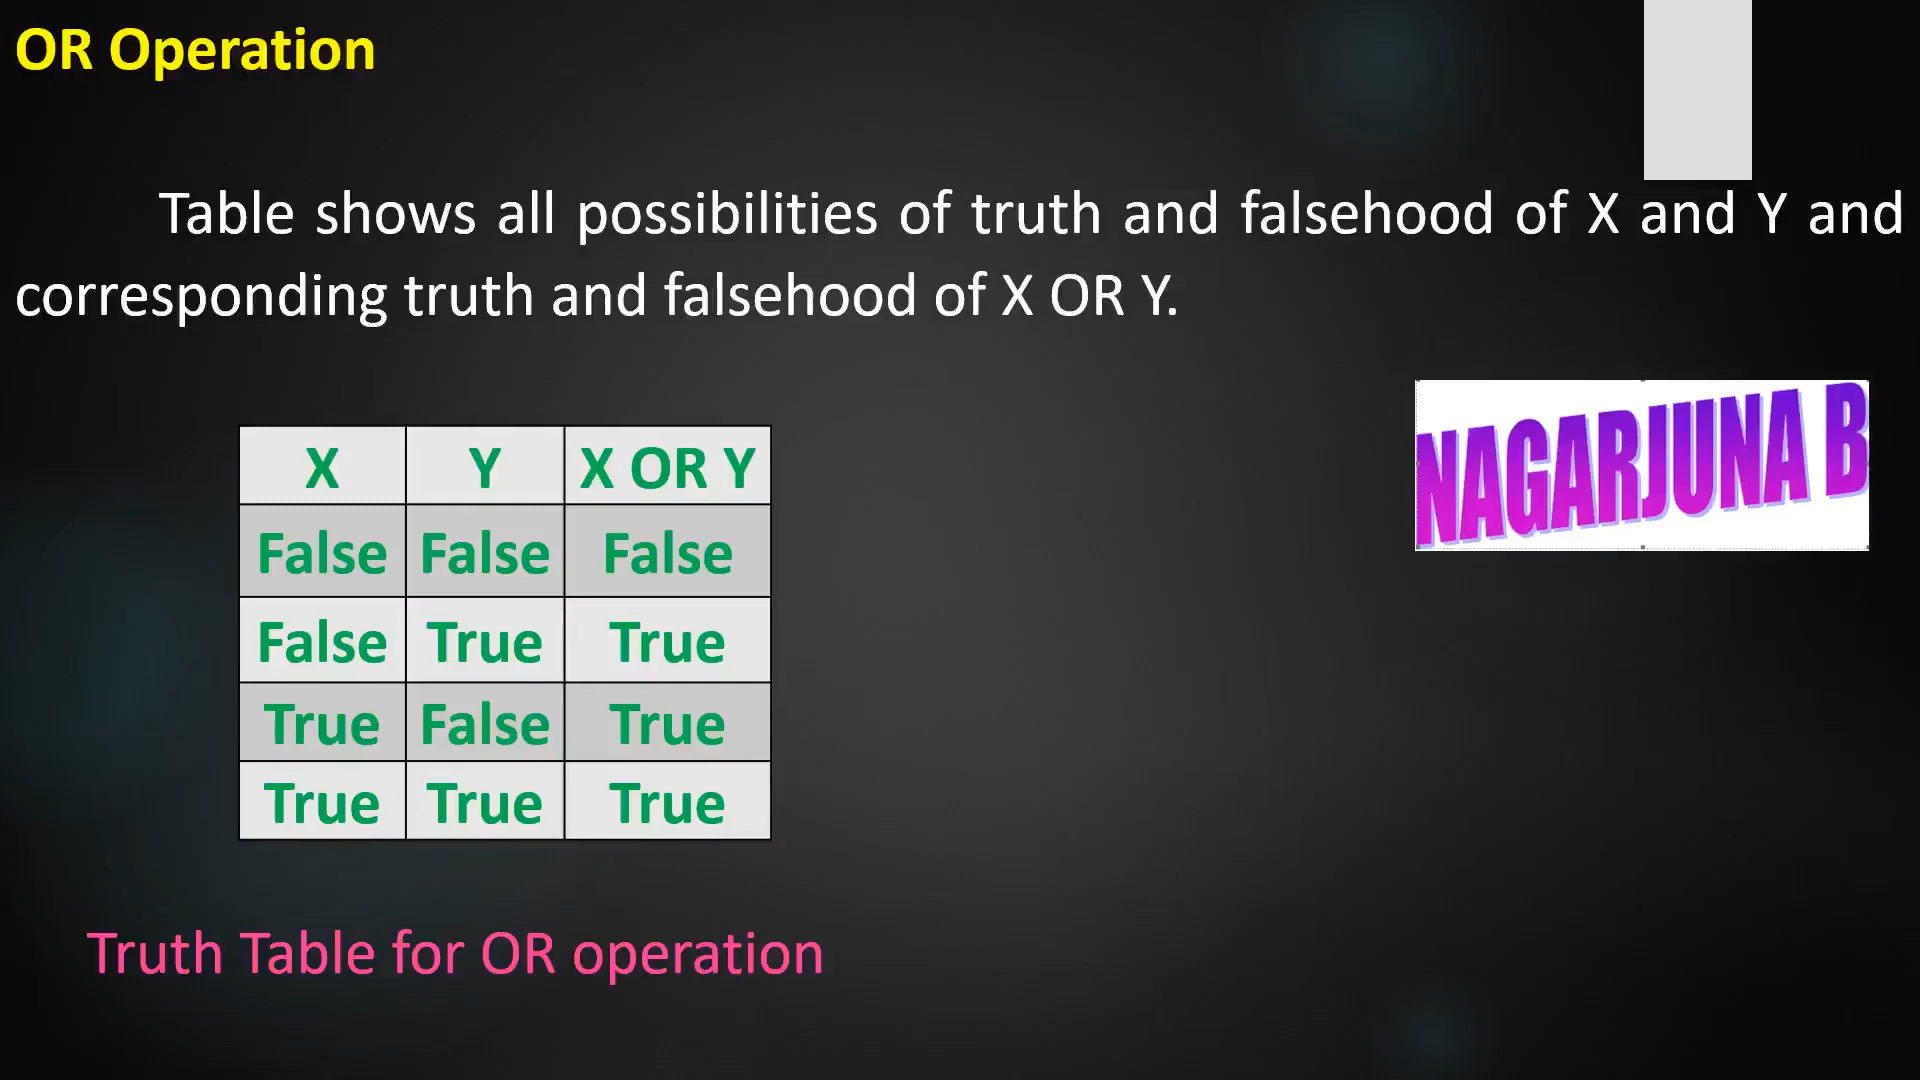 OR Operation
Table shows all possibilities of truth and falsehood of X and Y and
corresponding truth and falsehood of X OR Y.
NAGARJUNA B
X Y X OR Y
False False False
False True True
True False True
True True True
Truth Table for OR operation